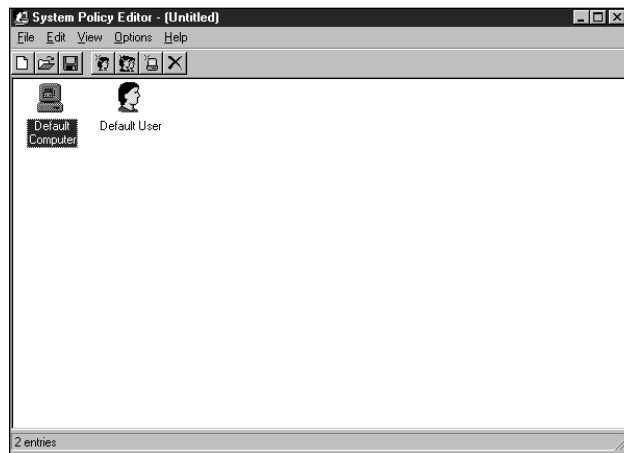 System Policy Editor - (Untitled)
File Edit View Options Help
Default Computer
Default User
2 entries